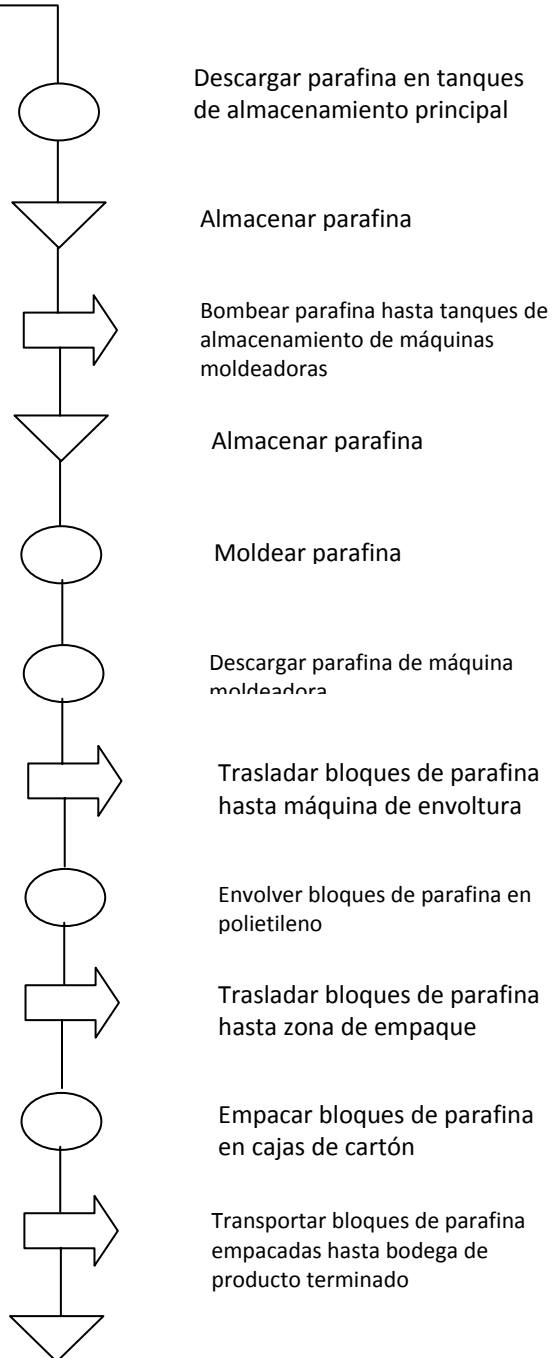 Descargar parafina en tanques
de almacenamiento principal
Almacenar parafina
Bombear parafina hasta tanques de
almacenamiento de máquinas
moldeadoras
Almacenar parafina
Moldear parafina
Descargar parafina de máquina
moldeadora
Trasladar bloques de parafina
hasta máquina de envoltura
Envolver bloques de parafina en
polietileno
Trasladar bloques de parafina
hasta zona de empaque
Empacar bloques de parafina
en cajas de cartón
Transportar bloques de parafina
empacadas hasta bodega de
producto terminado